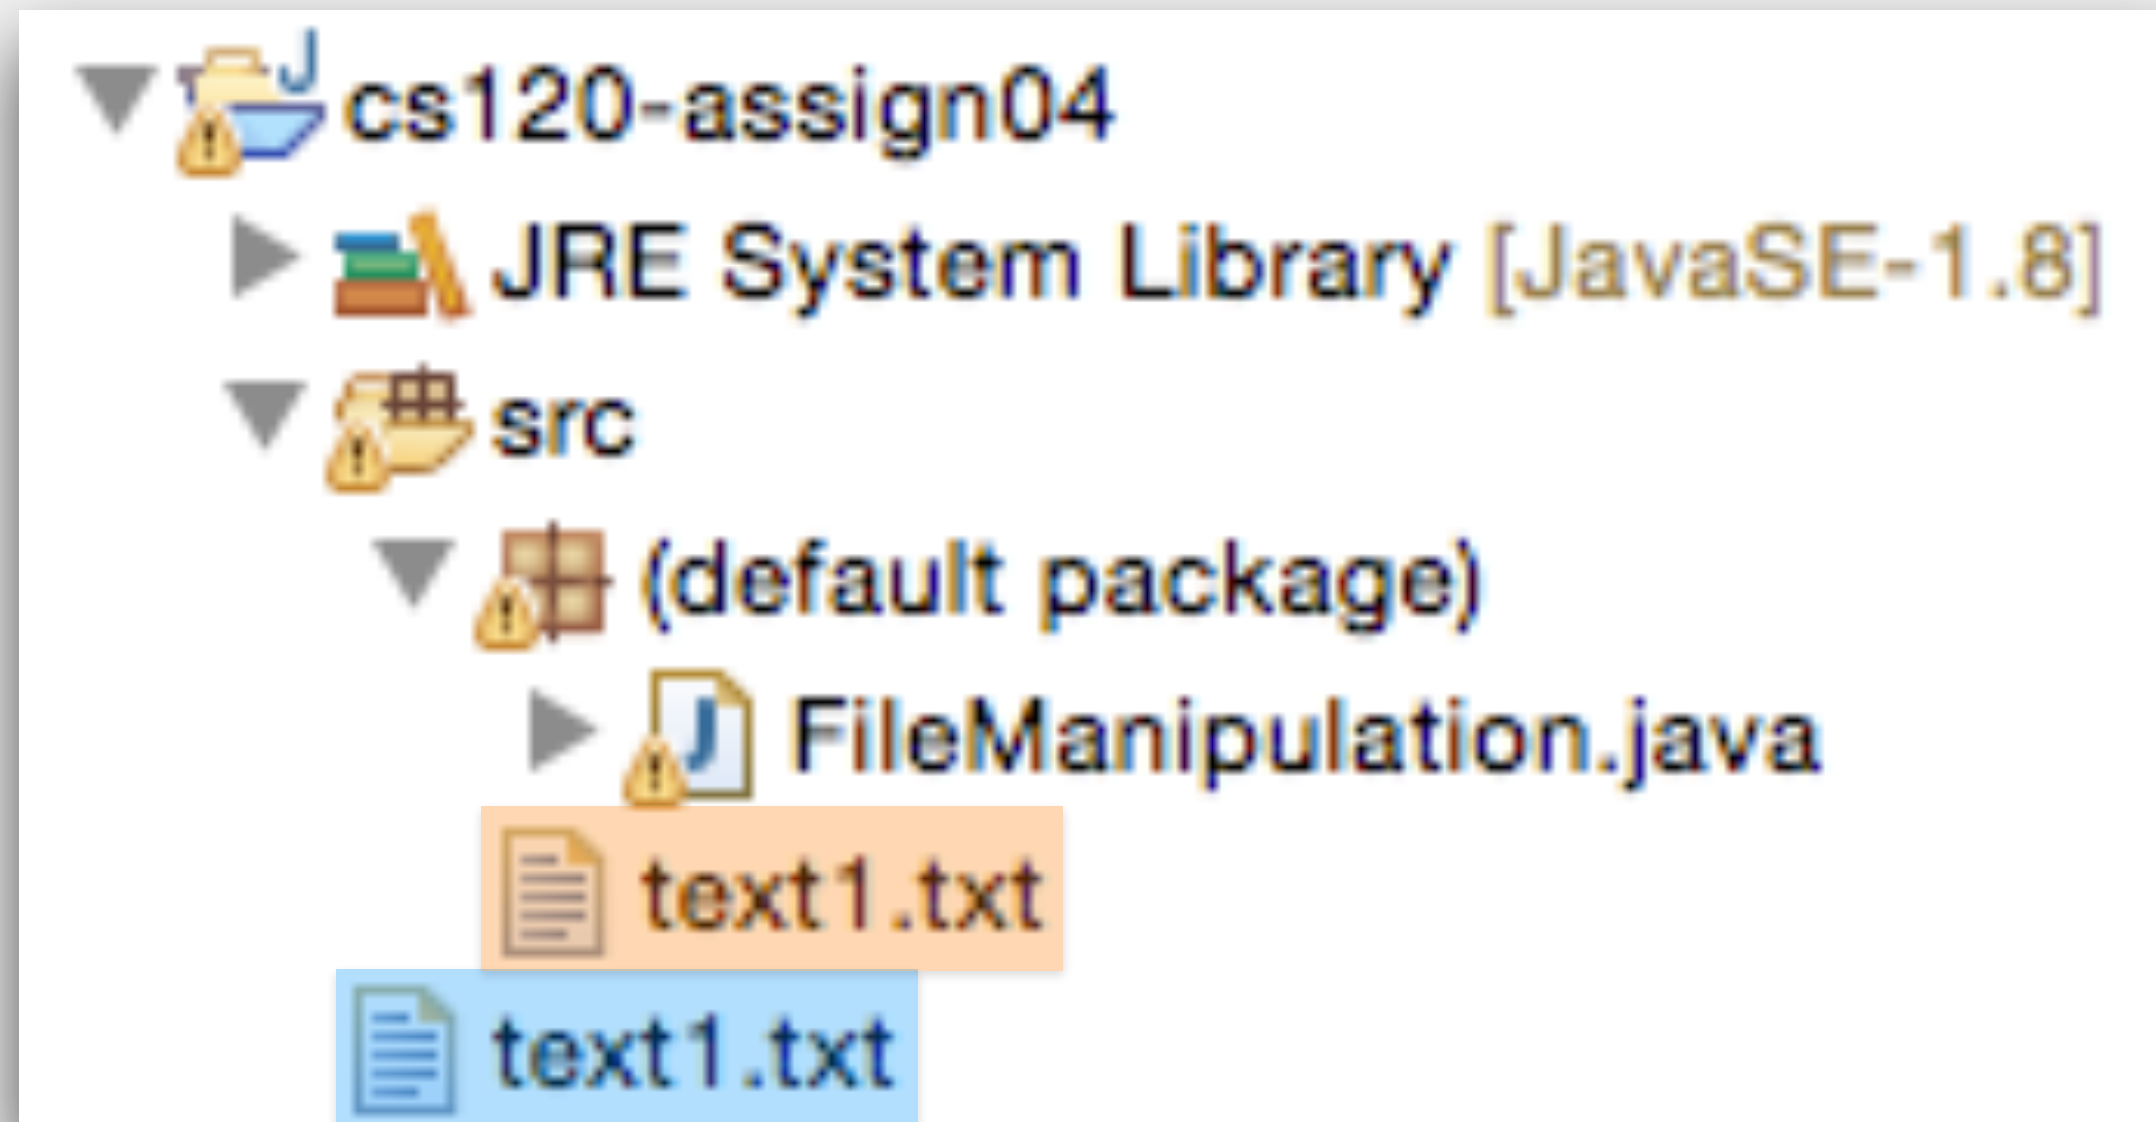 cs120-assign04
JRE System Library [JavaSE-1.8]
src
(default package)
FileManipulation.java
text1.txt
text1.txt